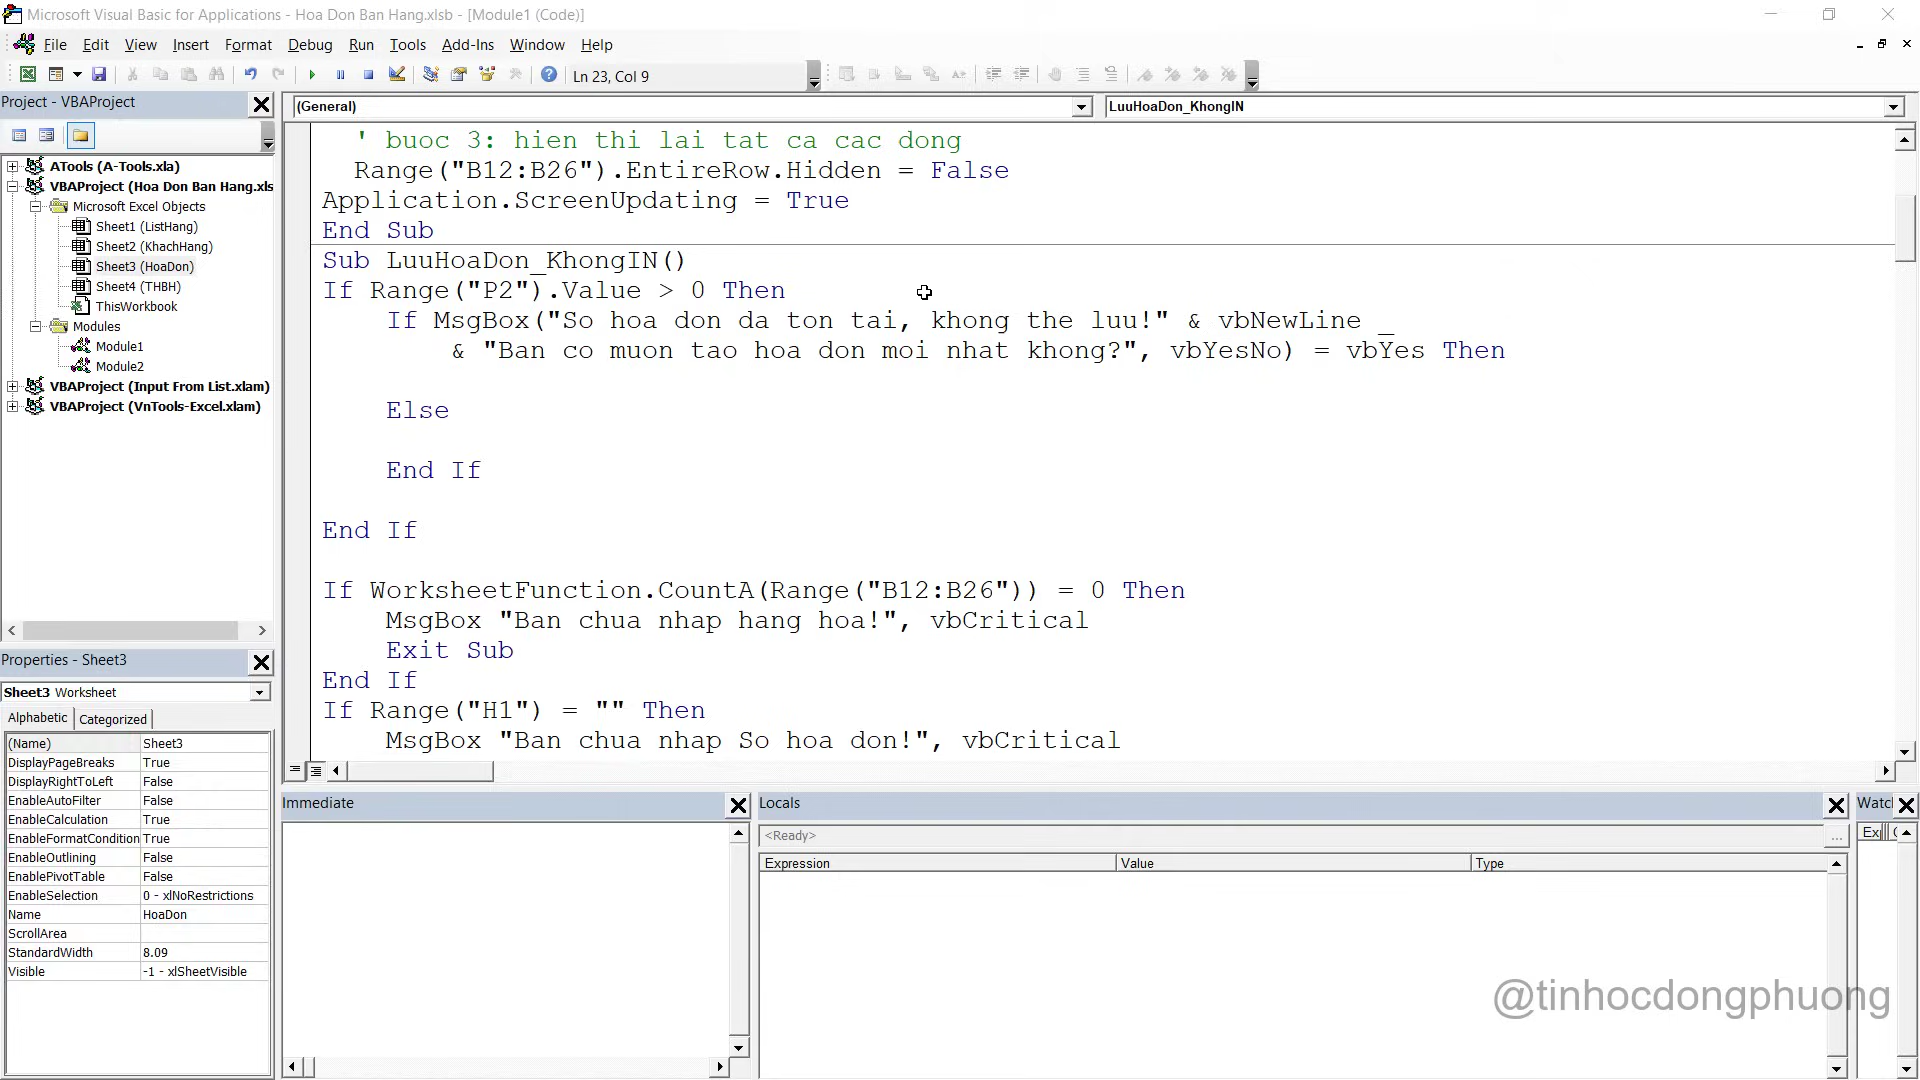 Microsoft Visual Basic for Applications - Hoa Don Ban Hang.xlsb - [Module1 (Code)]
File Edit View Insert Format Debug Run Tools Add-Ins Window Help
Ln 23, Col 9
Project - VBAProject
(General)
LuuHoaDon_KhongIN
ATools (A-Tools.xla)
VBAProject (Hoa Don Ban Hang.xls
Microsoft Excel Objects
Sheet1 (ListHang)
Sheet2 (KhachHang)
Sheet3 (HoaDon)
Sheet4 (THBH)
ThisWorkbook
Modules
Module1
Module2
VBAProject (Input From List.xlam)
VBAProject (VnTools-Excel.xlam)
' buoc 3: hien thi lai tat ca cac dong
Range("B12:B26").EntireRow.Hidden = False
Application.ScreenUpdating = True
End Sub
Sub LuuHoaDon_KhongIN()
If Range("P2").Value > 0 Then
If MsgBox("So hoa don da ton tai, khong the luu!" & vbNewLine _
& "Ban co muon tao hoa don moi nhat khong?", vbYesNo) = vbYes Then
Else
End If
End If
If WorksheetFunction.CountA(Range("B12:B26")) = 0 Then
MsgBox "Ban chua nhap hang hoa!", vbCritical
Exit Sub
End If
If Range("H1") = "" Then
MsgBox "Ban chua nhap So hoa don!", vbCritical
Properties - Sheet3
Sheet3 Worksheet
Alphabetic Categorized
(Name) Sheet3
DisplayPageBreaks True
DisplayRightToLeft False
EnableAutoFilter False
EnableCalculation True
EnableFormatCondition True
EnableOutlining False
EnablePivotTable False
EnableSelection 0 - xlNoRestrictions
Name HoaDon
ScrollArea
StandardWidth 8.09
Visible -1 - xlSheetVisible
Immediate
Locals
<Ready>
...
Expression Value Type
Watc
Ex
@tinhocdongphuong